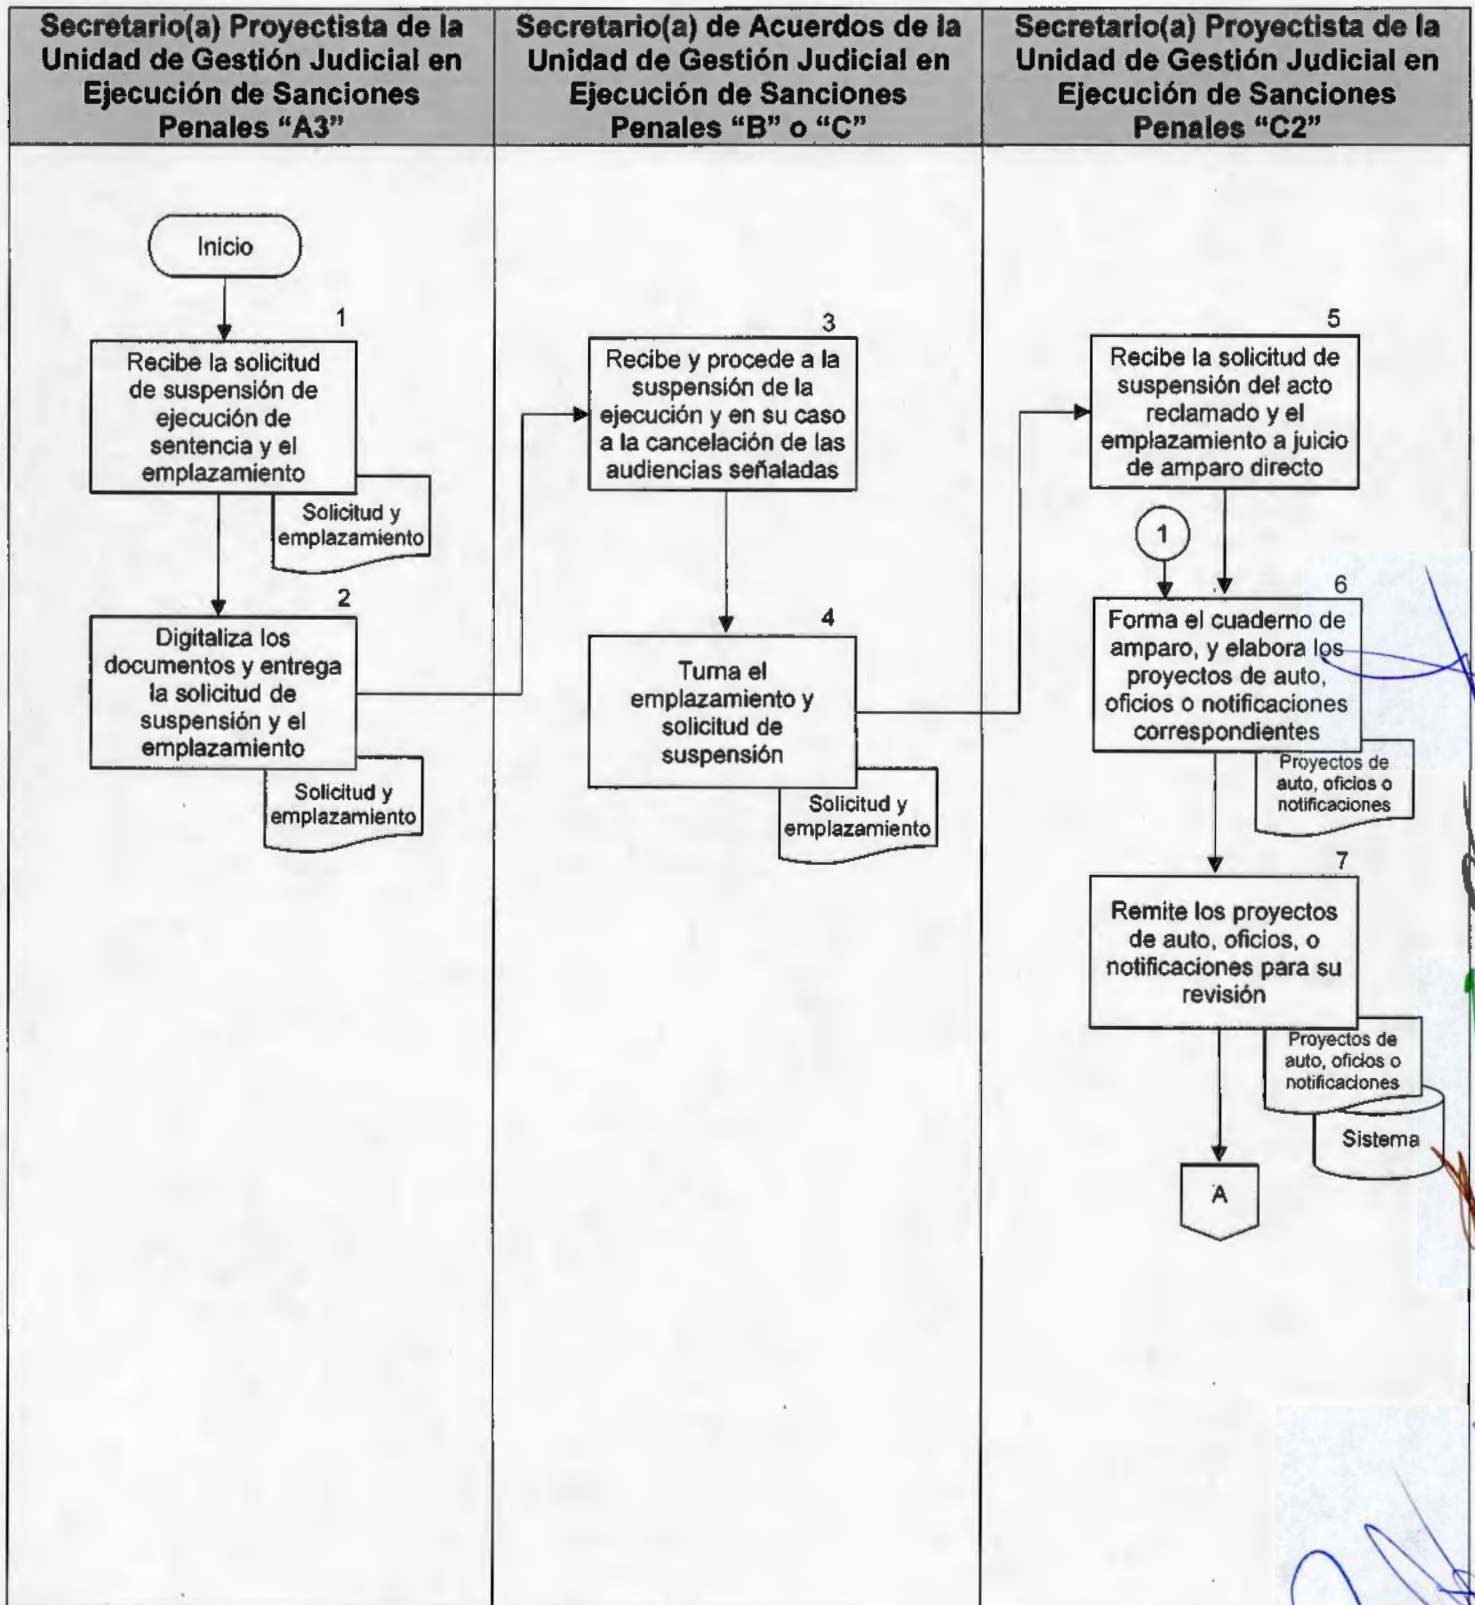 Secretario(a) Proyectista de la
Unidad de Gestión Judicial en
Ejecución de Sanciones
Penales “A3”
Secretario(a) de Acuerdos de la
Unidad de Gestión Judicial en
Ejecución de Sanciones
Penales “B” o “C”
Secretario(a) Proyectista de la
Unidad de Gestión Judicial en
Ejecución de Sanciones
Penales “C2”
Inicio
1
Recibe la solicitud
de suspensión de
ejecución de
sentencia y el
emplazamiento
Solicitud y
emplazamiento
2
Digitaliza los
documentos y entrega
la solicitud de
suspensión y el
emplazamiento
Solicitud y
emplazamiento
3
Recibe y procede a la
suspensión de la
ejecución y en su caso
a la cancelación de las
audiencias señaladas
4
Turna el
emplazamiento y
solicitud de
suspensión
Solicitud y
emplazamiento
5
Recibe la solicitud de
suspensión del acto
reclamado y el
emplazamiento a juicio
de amparo directo
1
6
Forma el cuaderno de
amparo, y elabora los
proyectos de auto,
oficios o notificaciones
correspondientes
Proyectos de
auto, oficios o
notificaciones
7
Remite los proyectos
de auto, oficios, o
notificaciones para su
revisión
Proyectos de
auto, oficios o
notificaciones
Sistema
A